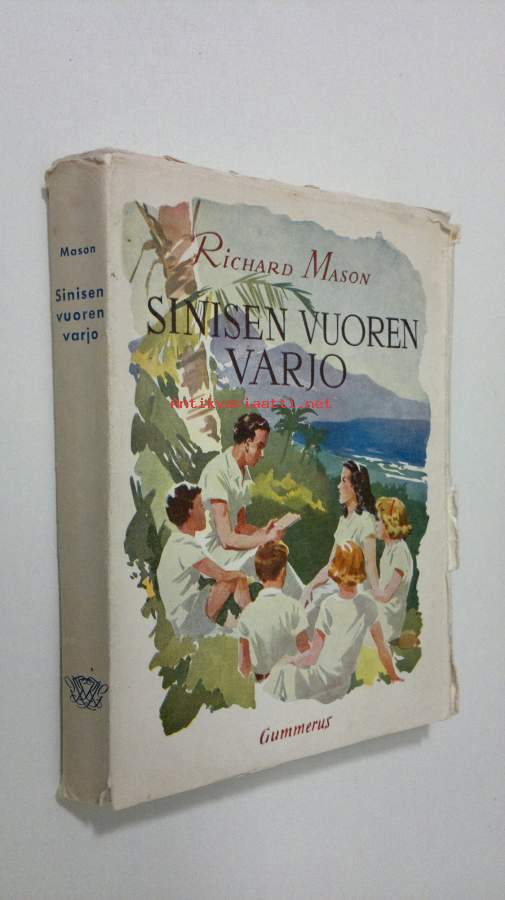 Mason
Sinisen
vuoren
varjo
RICHARD MASON
SINISEN VUOREN
VARJO
antikvariaatti.net
Gummerus